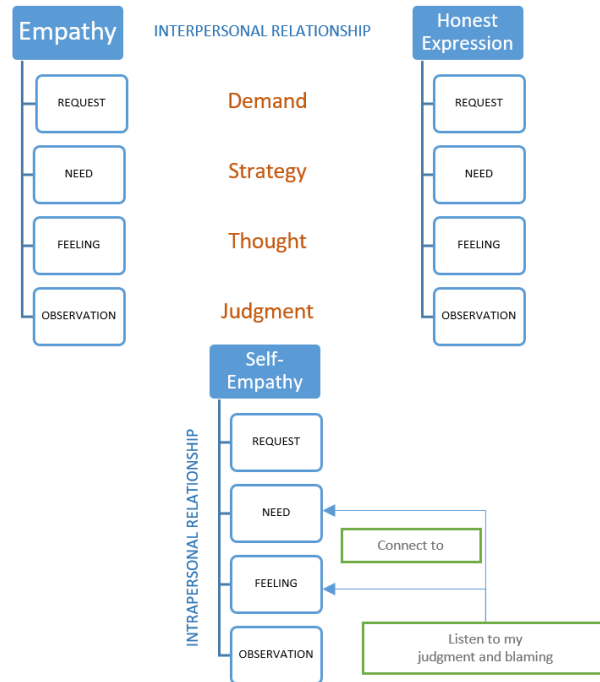 Empathy
INTERPERSONAL RELATIONSHIP
Honest
Expression
REQUEST
Demand
REQUEST
NEED
Strategy
NEED
FEELING
Thought
FEELING
OBSERVATION
Judgment
OBSERVATION
Self-
Empathy
INTRAPERSONAL RELATIONSHIP
REQUEST
NEED
Connect to
FEELING
Listen to my
judgment and blaming
OBSERVATION